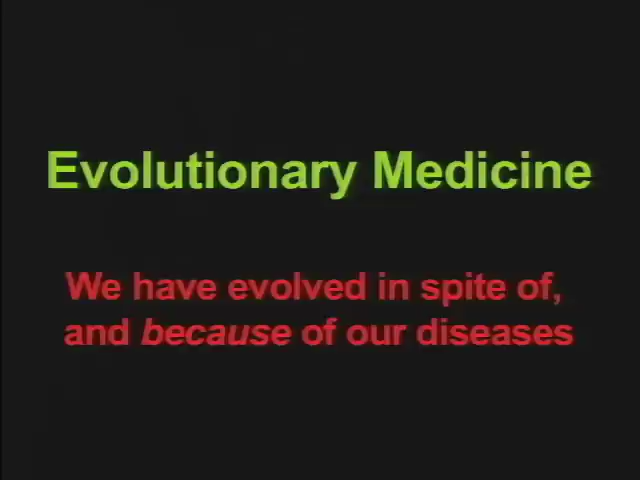 Evolutionary Medicine
We have evolved in spite of,
and because of our diseases